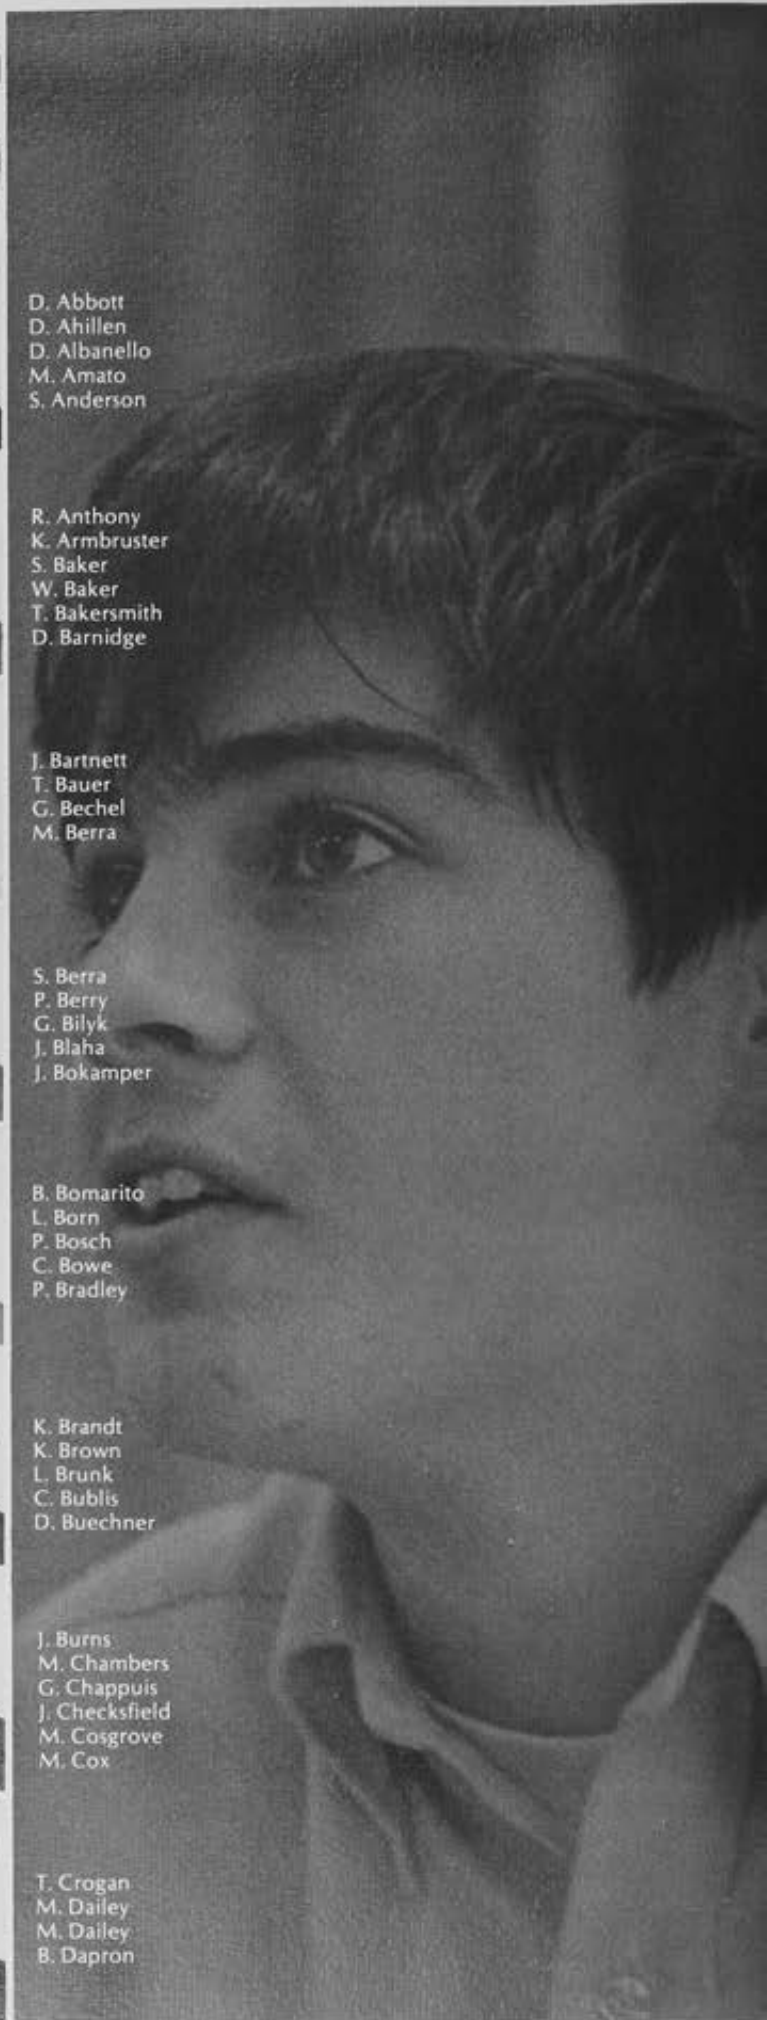 D. Abbott
D. Ahillen
D. Albanello
M. Amato
S. Anderson
R. Anthony
K. Armbruster
S. Baker
W. Baker
T. Bakersmith
D. Barnidge
J. Bartnett
T. Bauer
G. Bechel
M. Berra
S. Berra
P. Berry
G. Bilyk
J. Blaha
J. Bokamper
B. Bomarito
L. Born
P. Bosch
C. Bowe
P. Bradley
K. Brandt
K. Brown
L. Brunk
C. Bublis
D. Buechner
J. Burns
M. Chambers
G. Chappuis
J. Checksfield
M. Cosgrove
M. Cox
T. Crogan
M. Dailey
M. Dailey
B. Dapron